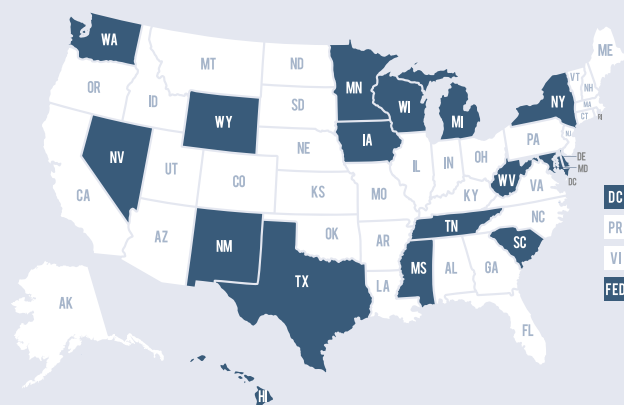 WA
MT
ND
MN
ME
OR
ID
SD
WI
MI
NY
VT
NH
MA
CT
RI
WY
IA
PA
NJ
NV
UT
CO
NE
IL
IN
OH
DE
MD
DC
CA
KS
MO
KY
WV
VA
AZ
NM
OK
AR
TN
NC
SC
TX
LA
MS
AL
GA
FL
AK
HI
DC
PR
VI
FED